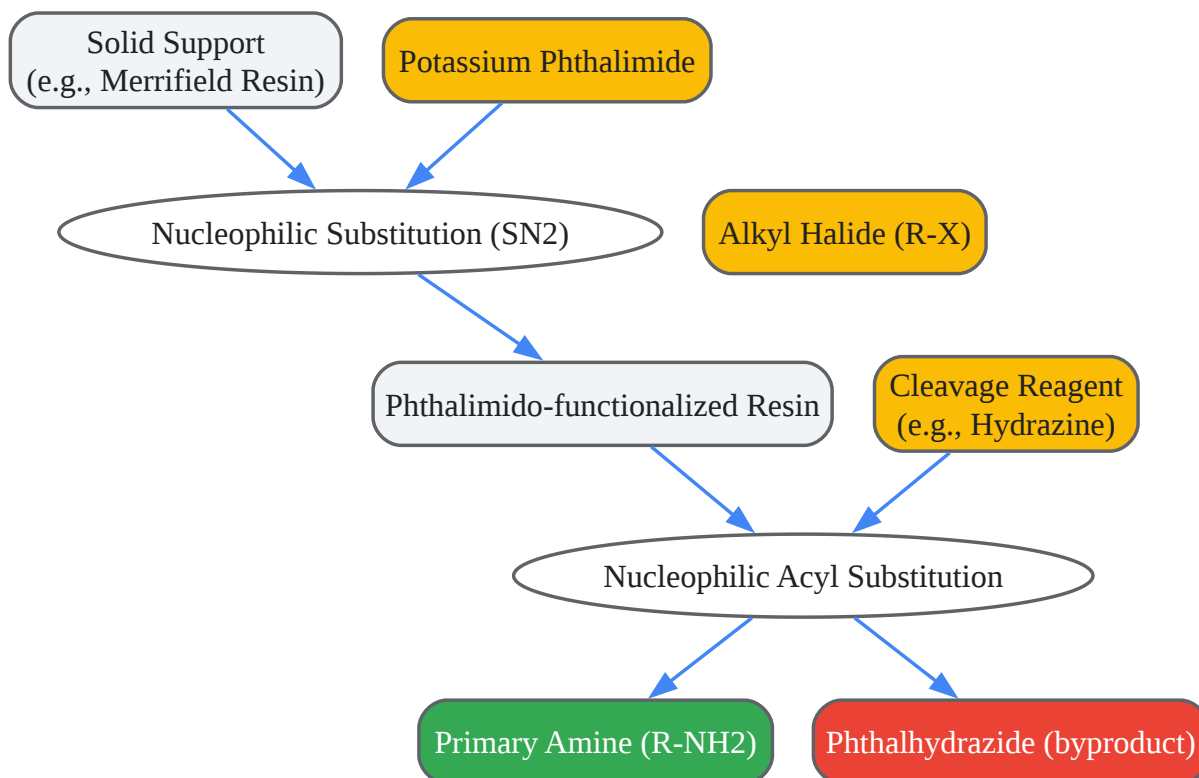 Solid Support
(e.g., Merrifield Resin)
Potassium Phthalimide
Nucleophilic Substitution (SN2)
Alkyl Halide (R-X)
Phthalimido-functionalized Resin
Cleavage Reagent
(e.g., Hydrazine)
Nucleophilic Acyl Substitution
Primary Amine (R-NH2)
Phthalhydrazide (byproduct)